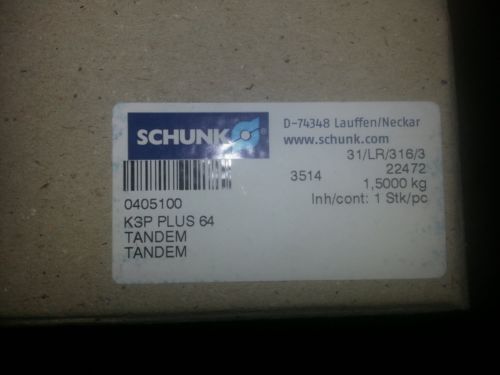 SCHUNK
D-74348 Lauffen/Neckar
www.schunk.com
31/LR/316/3
22472
3514
1,5000 kg
Inh/cont: 1 Stk/pc
0405100
K3P PLUS 64
TANDEM
TANDEM